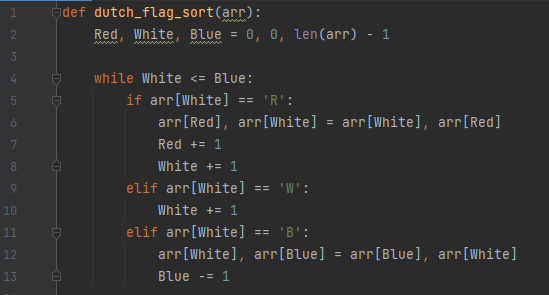 1 def dutch_flag_sort(arr):
2     Red, White, Blue = 0, 0, len(arr) - 1
3
4     while White <= Blue:
5         if arr[White] == 'R':
6             arr[Red], arr[White] = arr[White], arr[Red]
7             Red += 1
8             White += 1
9         elif arr[White] == 'W':
10             White += 1
11         elif arr[White] == 'B':
12             arr[White], arr[Blue] = arr[Blue], arr[White]
13             Blue -= 1